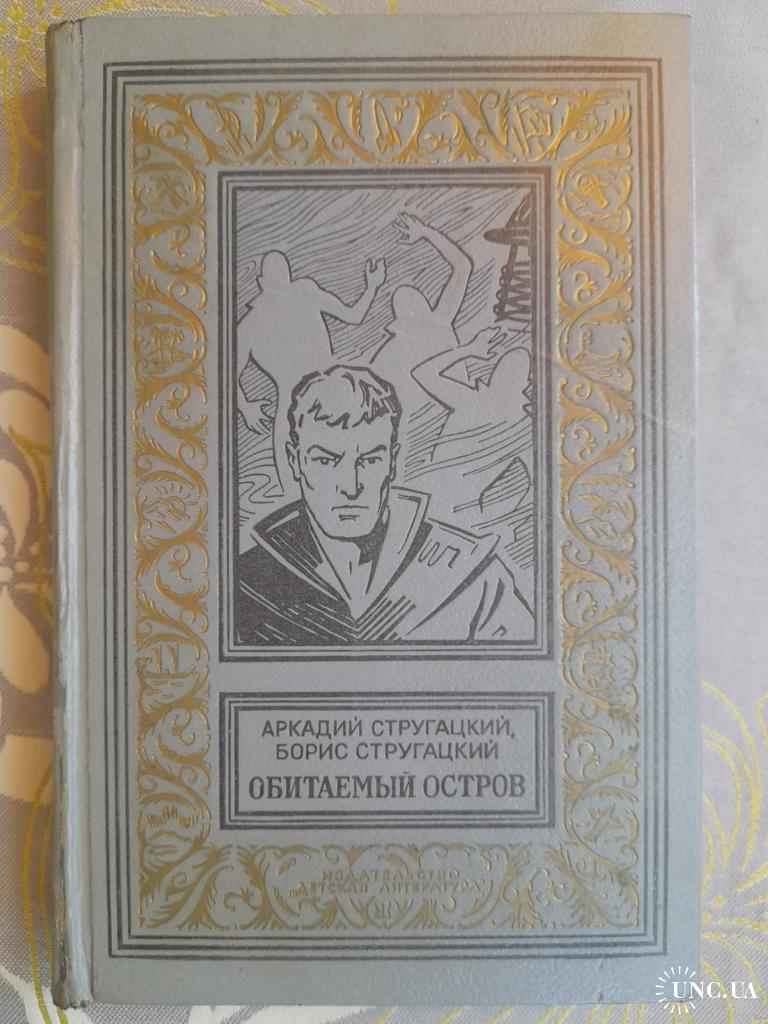 АРКАДИЙ СТРУГАЦКИЙ,
БОРИС СТРУГАЦКИЙ
ОБИТАЕМЫЙ ОСТРОВ
ИЗДАТЕЛЬСТВО
"ДЕТСКАЯ ЛИТЕРАТУРА"
UNC.UA